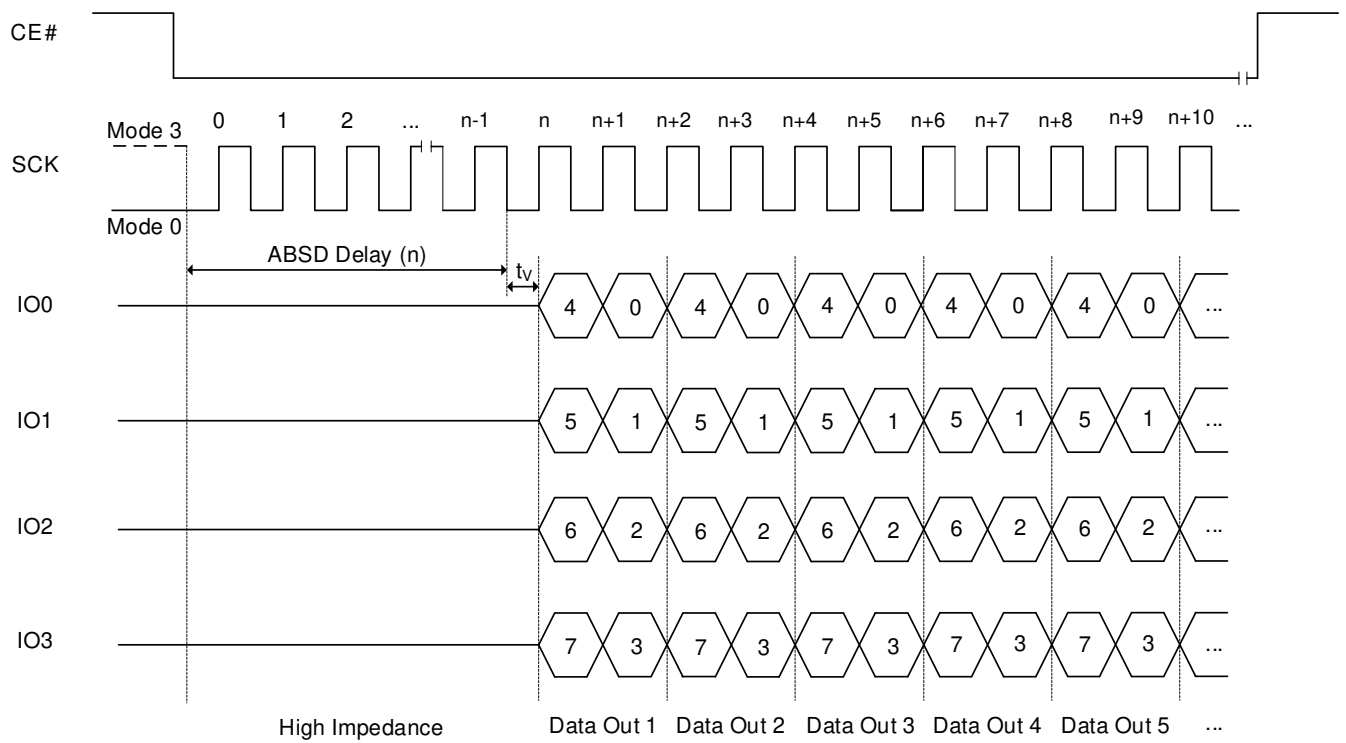 CE#
Mode 3 0 1 2 ... n-1 n n+1 n+2 n+3 n+4 n+5 n+6 n+7 n+8 n+9 n+10 ...
SCK
Mode 0
ABSD Delay (n)
tV
IO0 4 0 4 0 4 0 4 0 4 0 ...
IO1 5 1 5 1 5 1 5 1 5 1 ...
IO2 6 2 6 2 6 2 6 2 6 2 ...
IO3 7 3 7 3 7 3 7 3 7 3 ...
High Impedance Data Out 1 Data Out 2 Data Out 3 Data Out 4 Data Out 5 ...